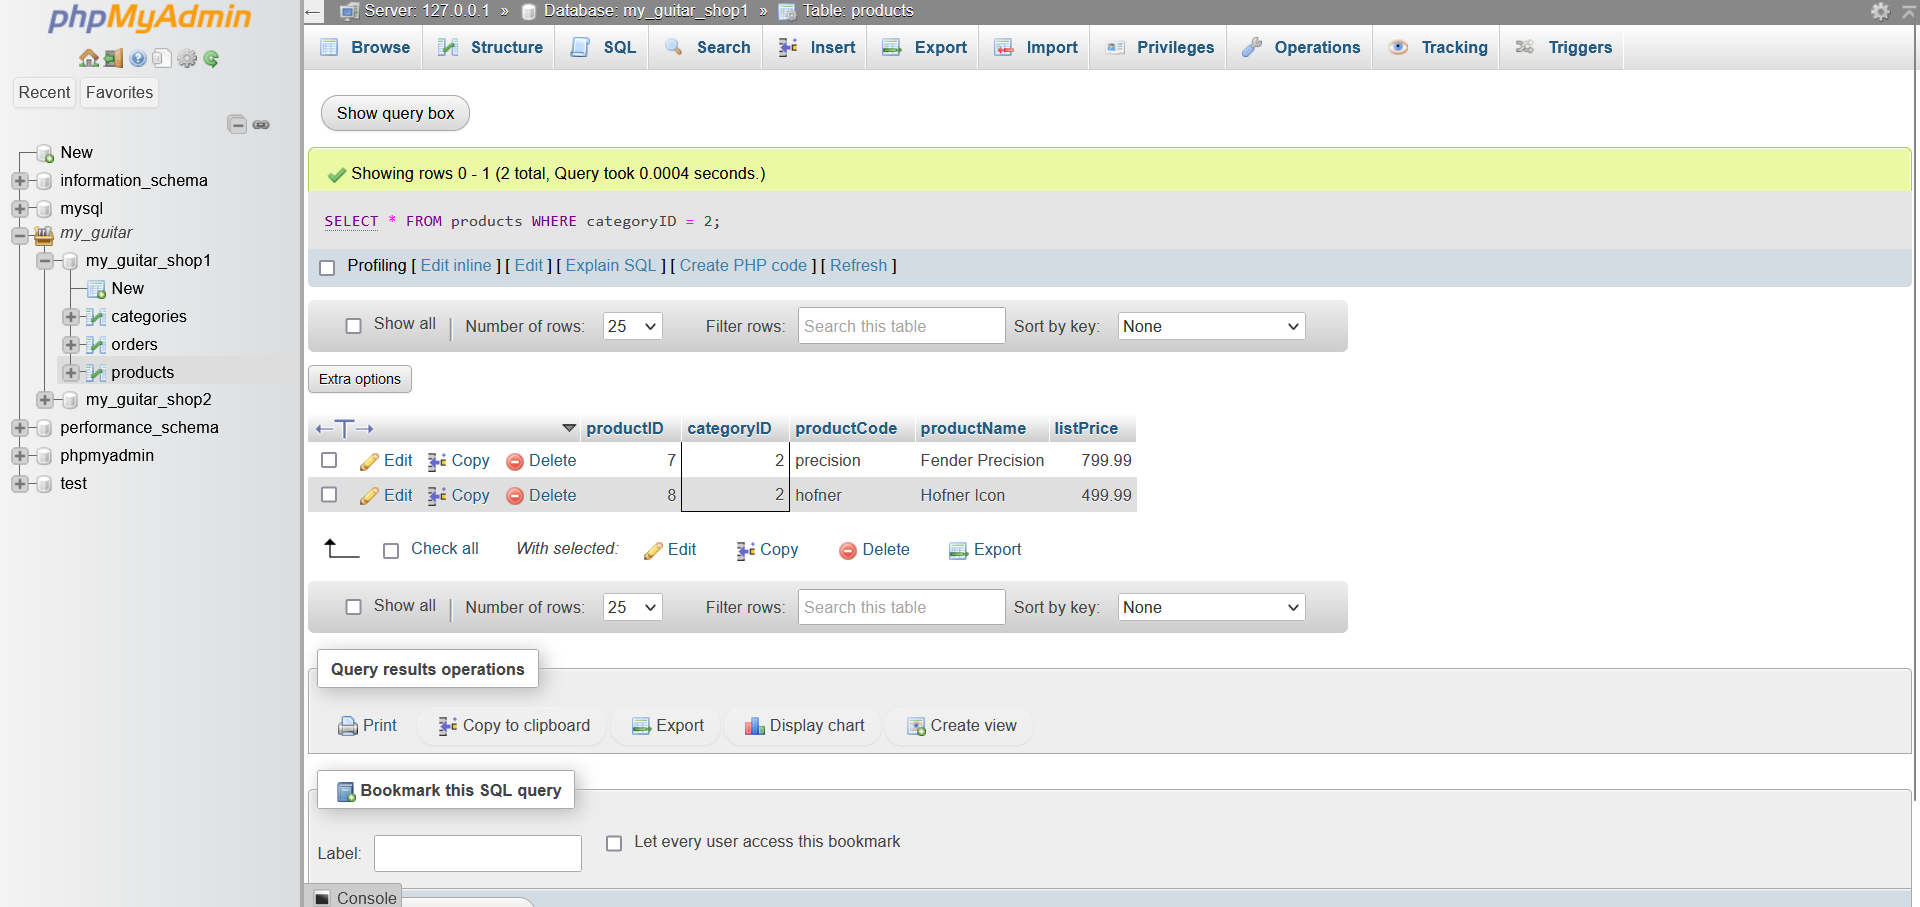 phpMyAdmin
Recent Favorites
New
information_schema
mysql
my_guitar
my_guitar_shop1
New
categories
orders
products
my_guitar_shop2
performance_schema
phpmyadmin
test
Server: 127.0.0.1 » Database: my_guitar_shop1 » Table: products
Browse Structure SQL Search Insert Export Import Privileges Operations Tracking Triggers
Show query box
Showing rows 0 - 1 (2 total, Query took 0.0004 seconds.)
SELECT * FROM products WHERE categoryID = 2;
Profiling [ Edit inline ] [ Edit ] [ Explain SQL ] [ Create PHP code ] [ Refresh ]
Show all | Number of rows: 25 Filter rows: Search this table Sort by key: None
Extra options
←T→ productID categoryID productCode productName listPrice
Edit Copy Delete 7 2 precision Fender Precision 799.99
Edit Copy Delete 8 2 hofner Hofner Icon 499.99
Check all With selected: Edit Copy Delete Export
Show all | Number of rows: 25 Filter rows: Search this table Sort by key: None
Query results operations
Print Copy to clipboard Export Display chart Create view
Bookmark this SQL query
Label: Let every user access this bookmark
Console